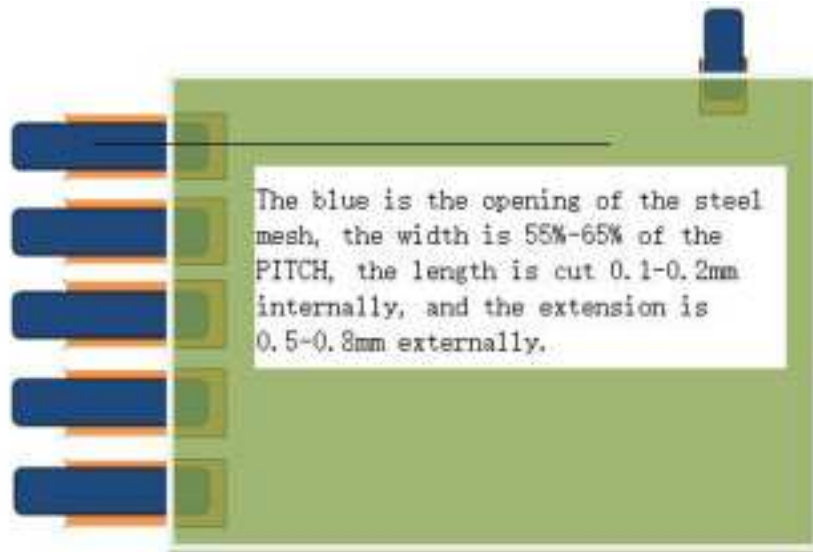 The blue is the opening of the steel
mesh, the width is 55%-65% of the
PITCH, the length is cut 0.1-0.2mm
internally, and the extension is
0.5-0.8mm externally.